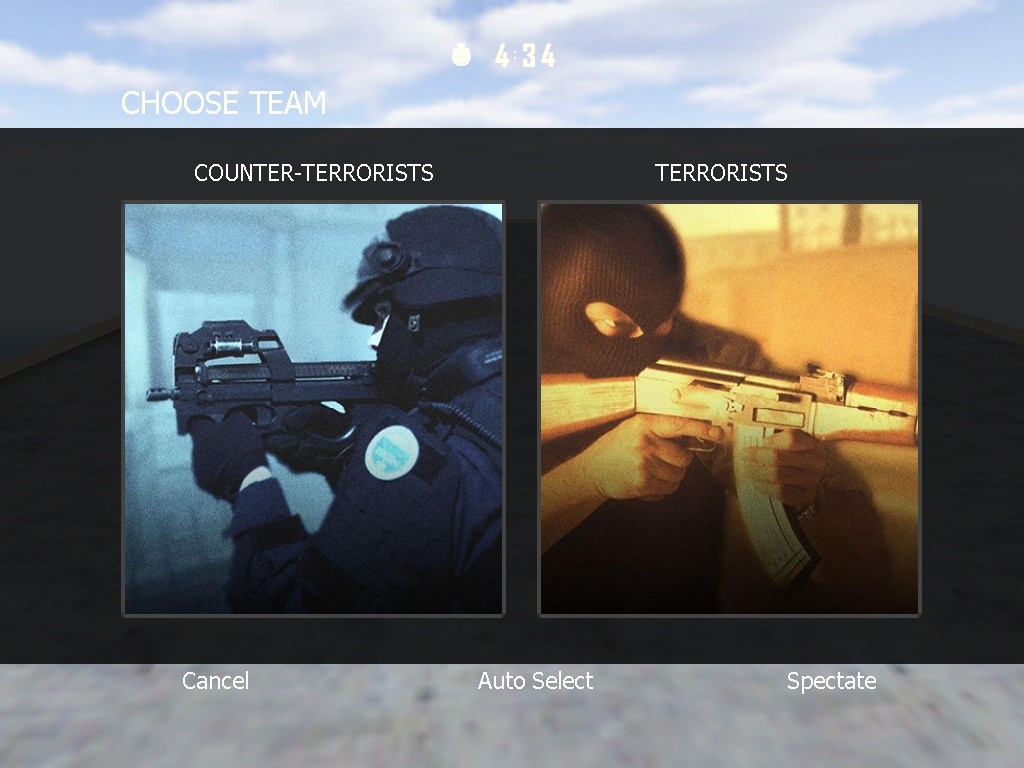 4:34
CHOOSE TEAM
COUNTER-TERRORISTS
TERRORISTS
Cancel
Auto Select
Spectate